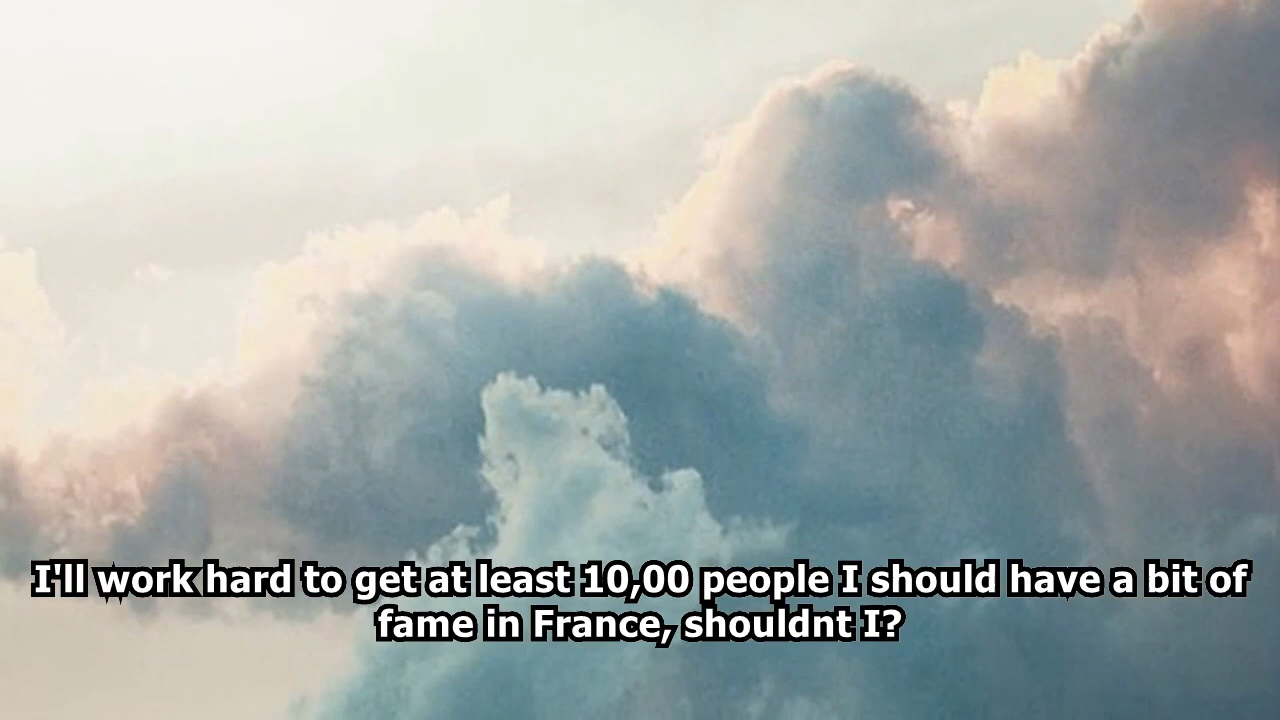 I'll work hard to get at least 10,00 people I should have a bit of
fame in France, shouldnt I?